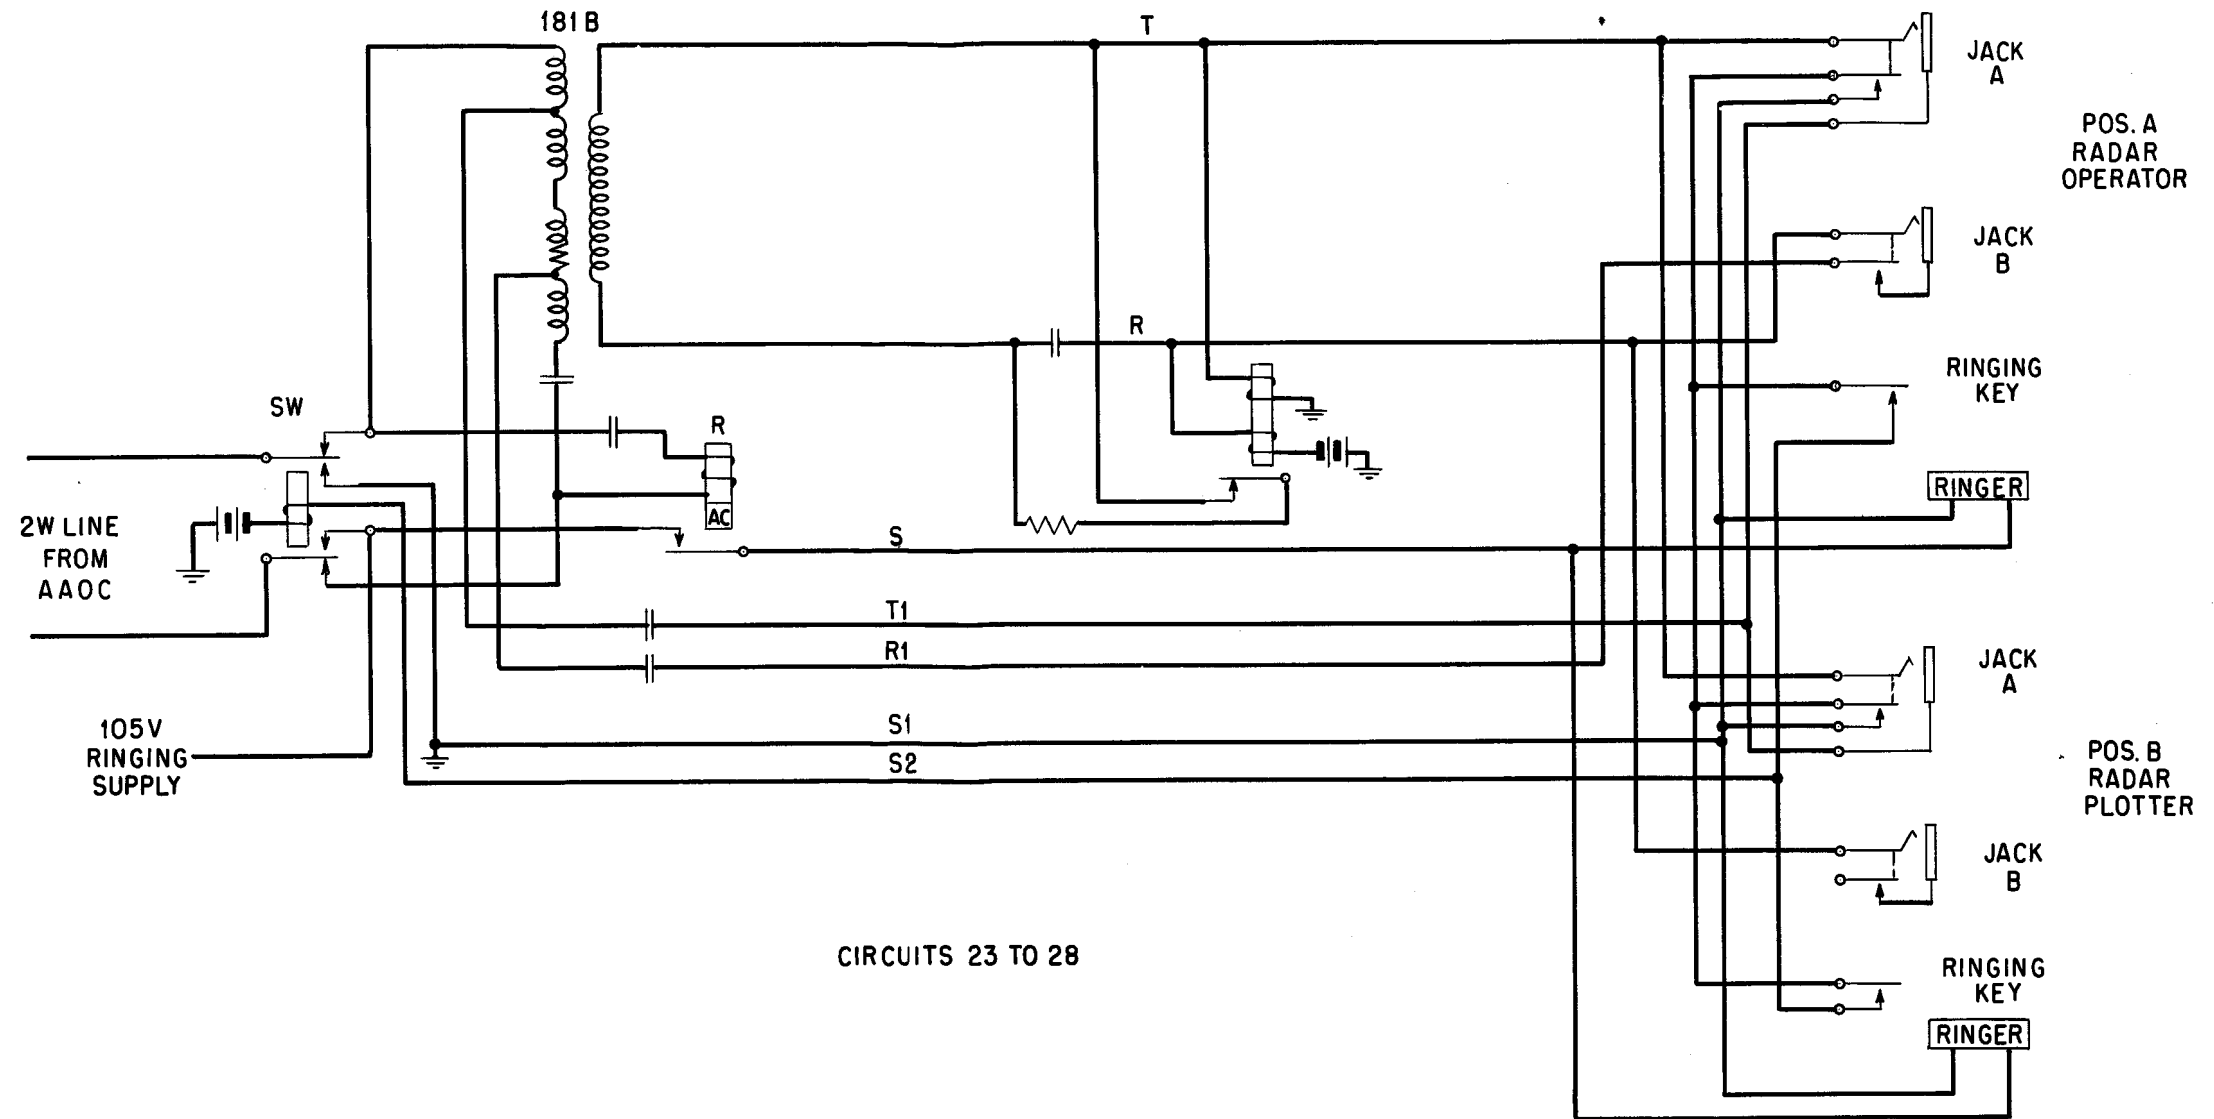 181B
T
JACK
A
POS. A
RADAR
OPERATOR
JACK
B
R
RINGING
KEY
SW
R
RINGER
AC
2W LINE
FROM
AAOC
S
T1
R1
JACK
A
105V
RINGING
SUPPLY
S1
S2
POS. B
RADAR
PLOTTER
JACK
B
CIRCUITS 23 TO 28
RINGING
KEY
RINGER